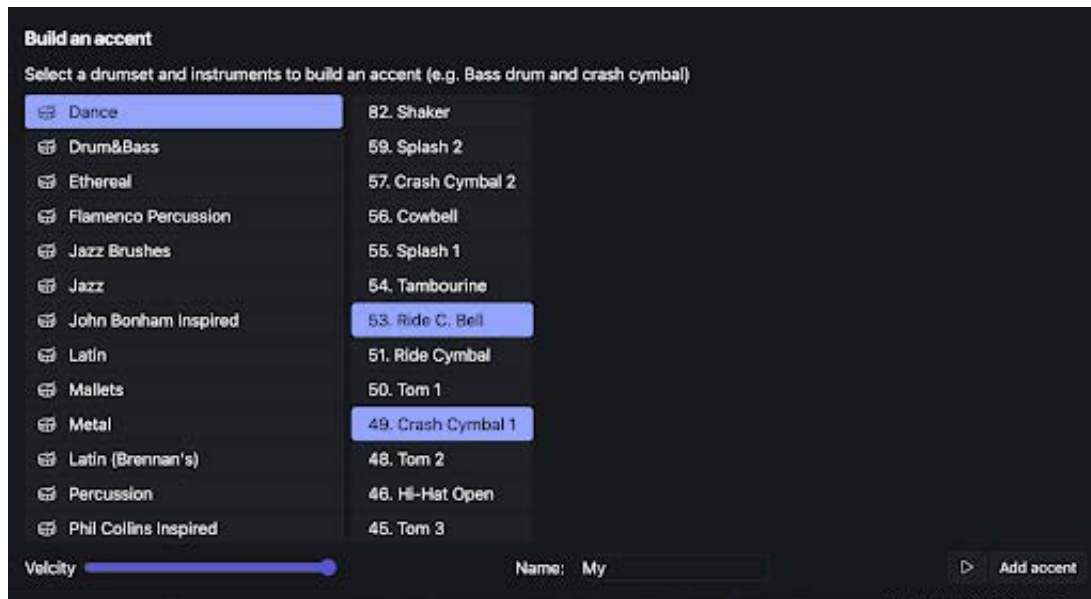 Build an accent
Select a drumset and instruments to build an accent (e.g. Bass drum and crash cymbal)
Dance
Drum&Bass
Ethereal
Flamenco Percussion
Jazz Brushes
Jazz
John Bonham Inspired
Latin
Mallets
Metal
Latin (Brennan's)
Percussion
Phil Collins Inspired
82. Shaker
59. Splash 2
57. Crash Cymbal 2
56. Cowbell
55. Splash 1
54. Tambourine
53. Ride C. Bell
51. Ride Cymbal
50. Tom 1
49. Crash Cymbal 1
48. Tom 2
46. Hi-Hat Open
45. Tom 3
Velcity
Name: My
Add accent